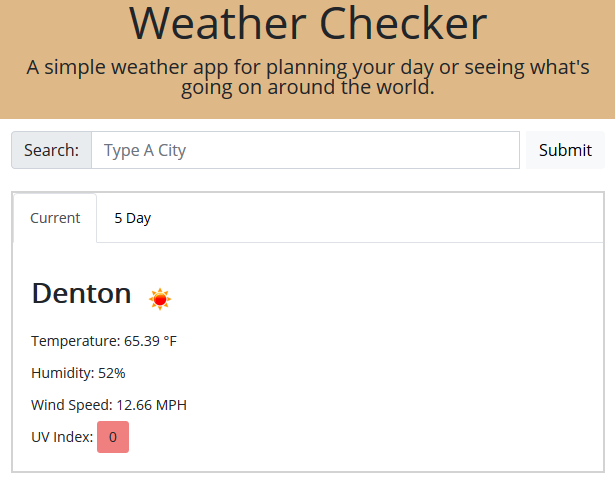 Weather Checker
A simple weather app for planning your day or seeing what's
going on around the world.
Search: Type A City Submit
Current 5 Day
Denton
Temperature: 65.39 °F
Humidity: 52%
Wind Speed: 12.66 MPH
UV Index: 0